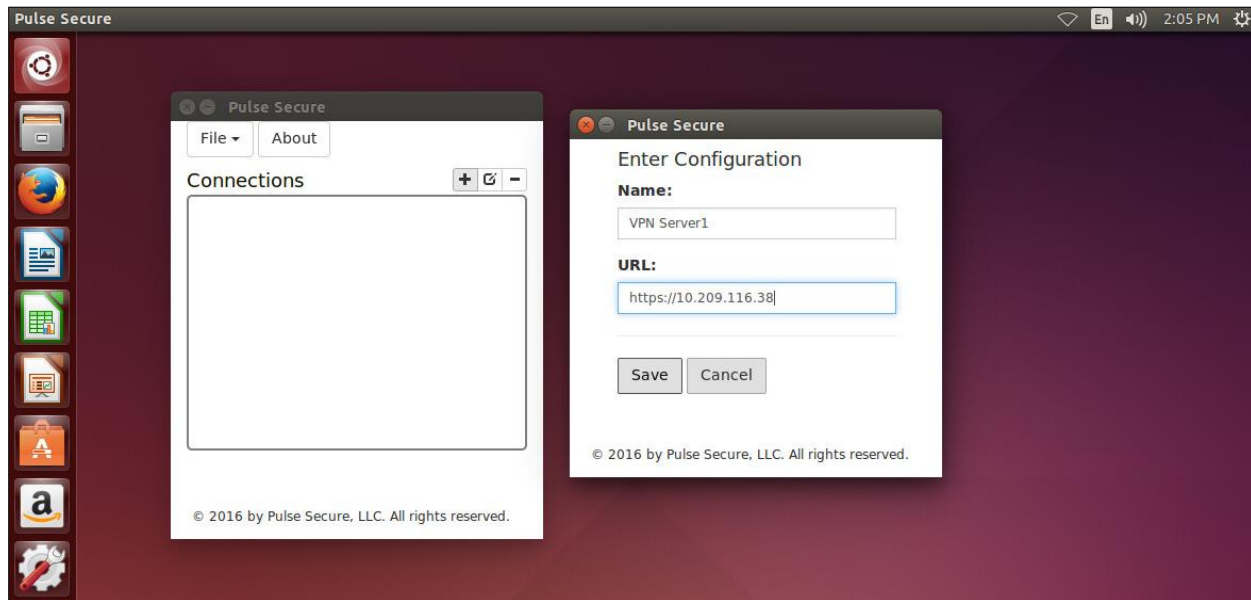 Pulse Secure
En
2:05 PM
Pulse Secure
File
About
Connections
© 2016 by Pulse Secure, LLC. All rights reserved.
Pulse Secure
Enter Configuration
Name:
VPN Server1
URL:
https://10.209.116.38
Save
Cancel
© 2016 by Pulse Secure, LLC. All rights reserved.
a